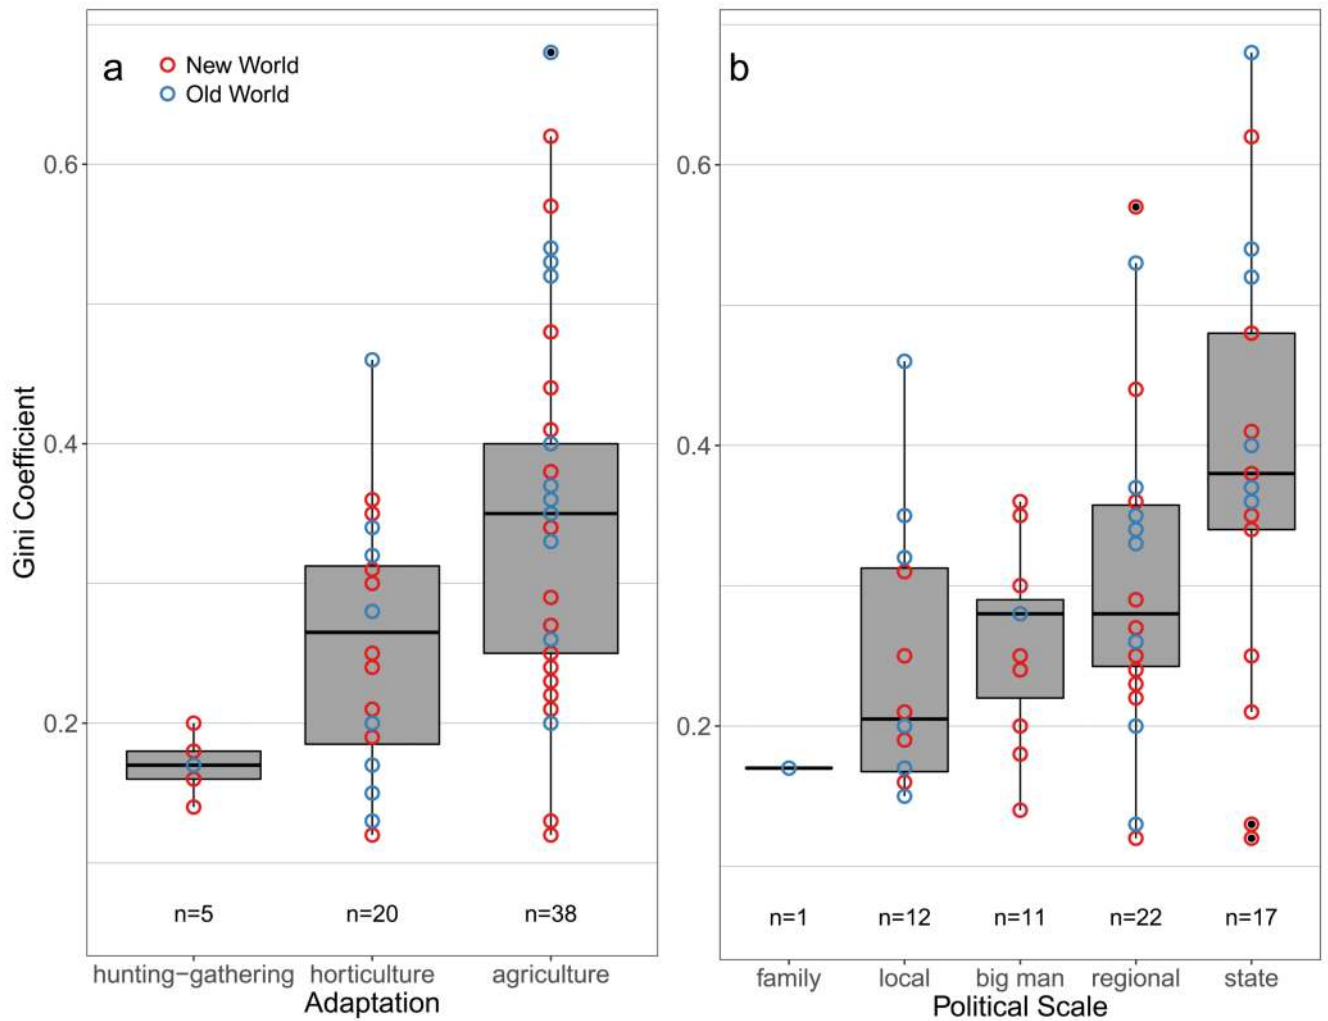 a
New World
Old World
Gini Coefficient
0.6
0.4
0.2
n=5 n=20 n=38
hunting−gathering horticulture agriculture
Adaptation
b
0.6
0.4
0.2
n=1 n=12 n=11 n=22 n=17
family local big man regional state
Political Scale